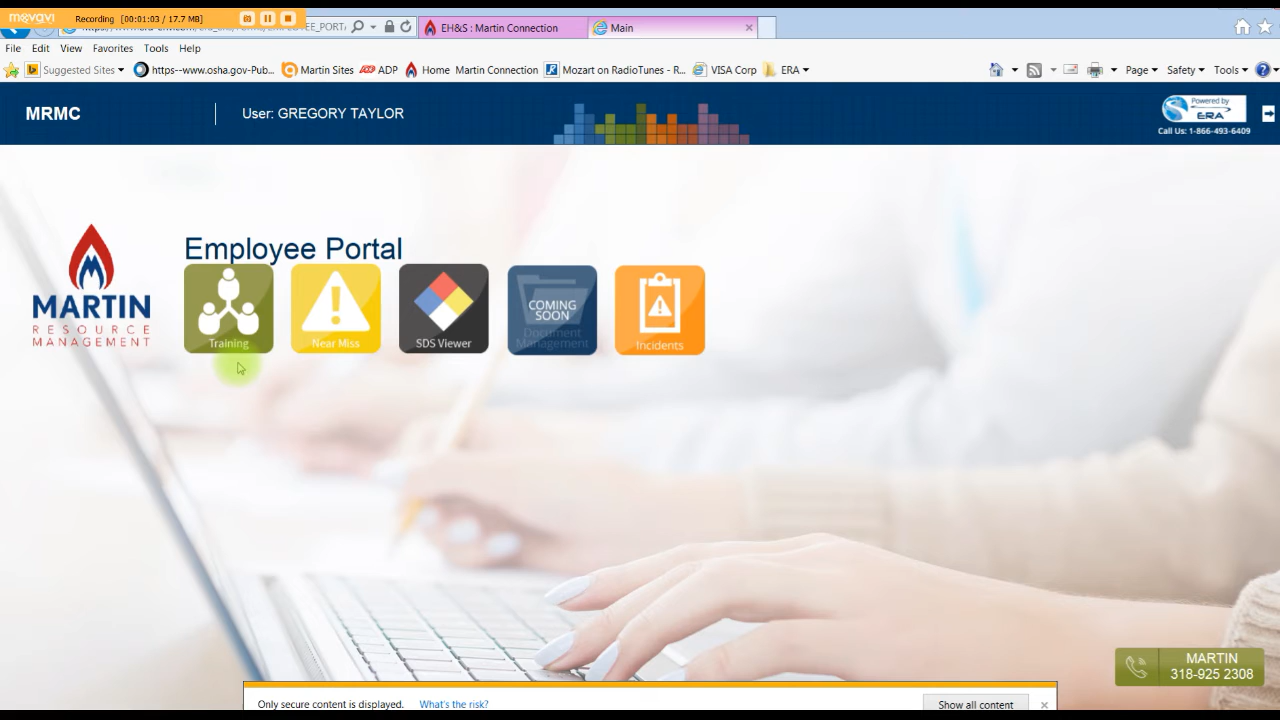 movavi
Recording [00:01:03 / 17.7 MB]
EH&S : Martin Connection
Main
File Edit View Favorites Tools Help
Suggested Sites
https--www.osha.gov-Pub...
Martin Sites
ADP
Home
Martin Connection
Mozart on RadioTunes - R...
VISA Corp
ERA
Page
Safety
Tools
MRMC
User: GREGORY TAYLOR
Powered by
ERA
Call Us: 1-866-493-6409
MARTIN
RESOURCE
MANAGEMENT
Employee Portal
Training
Near Miss
SDS Viewer
COMING
SOON
Document
Management
Incidents
MARTIN
318-925 2308
Only secure content is displayed.
What's the risk?
Show all content